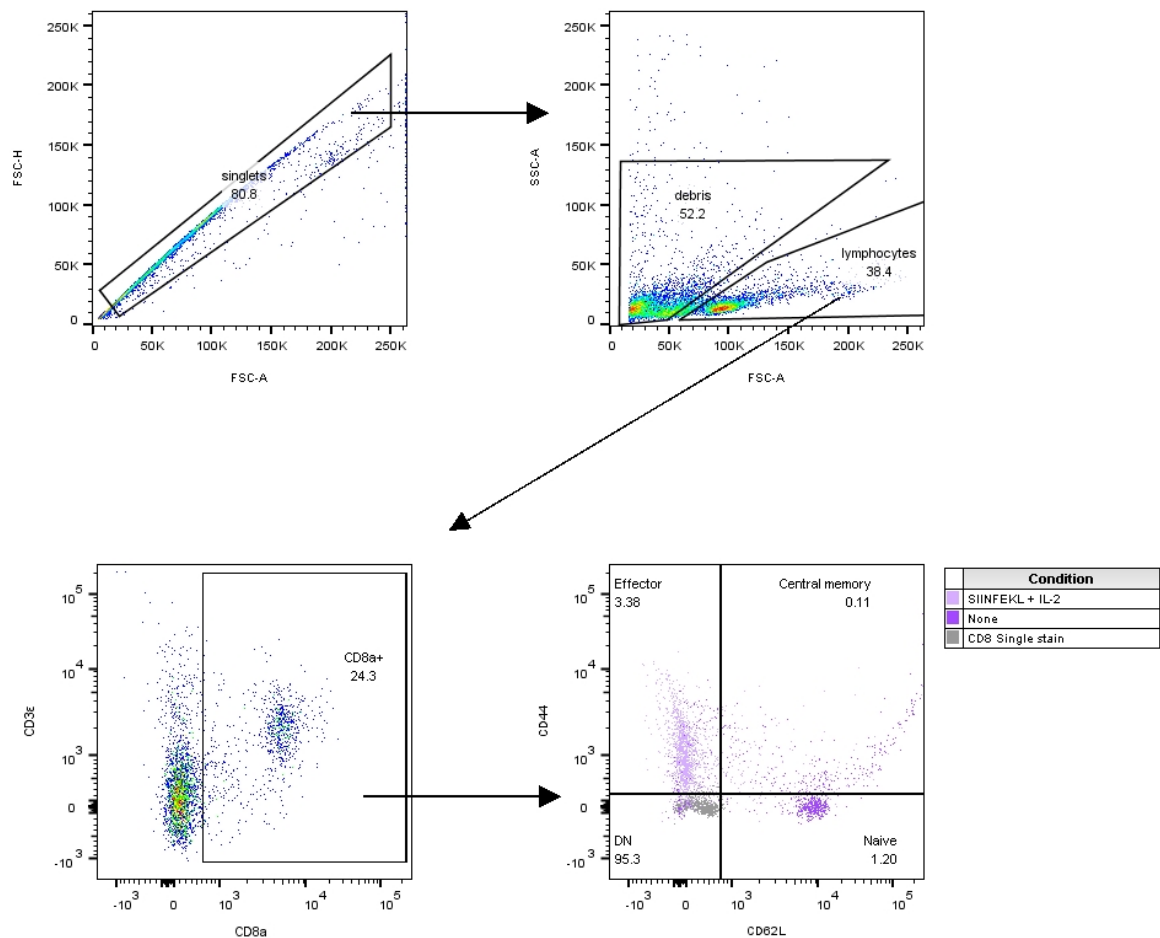 250K
200K
150K
100K
50K
0
FSC-H
singlets
80.8
0 50K 100K 150K 200K 250K
FSC-A
250K
200K
150K
100K
50K
0
SSC-A
debris
52.2
lymphocytes
38.4
0 50K 100K 150K 200K 250K
FSC-A
10^5
10^4
10^3
0
-10^3
CD3ε
CD8a+
24.3
-10^3 0 10^3 10^4 10^5
CD8a
10^5
10^4
10^3
0
-10^3
CD44
Effector
3.38
Central memory
0.11
DN
95.3
Naive
1.20
-10^3 0 10^3 10^4 10^5
CD62L
Condition
SIINFEKL + IL-2
None
CD8 Single stain